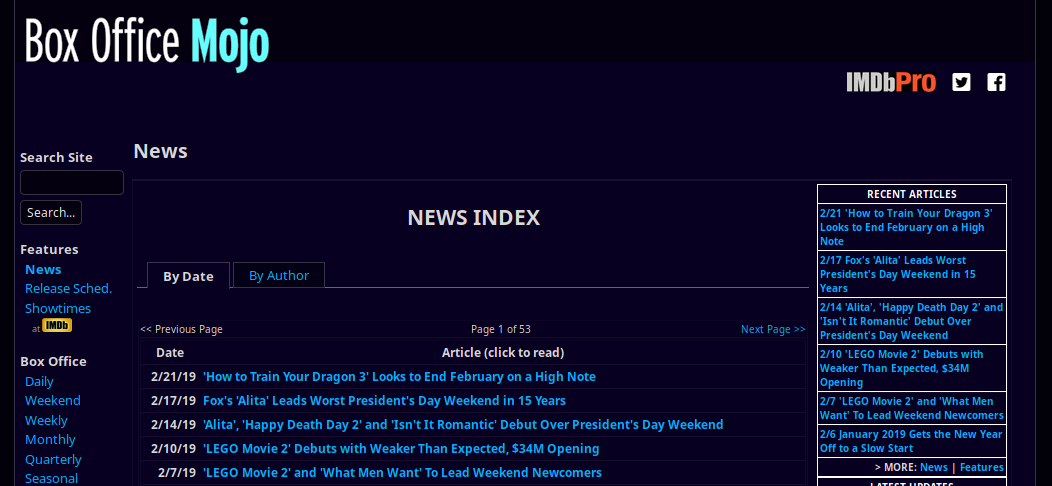 Box Office Mojo
IMDbPro
News
Search Site
Search...
Features
News
Release Sched.
Showtimes
at IMDb
Box Office
Daily
Weekend
Weekly
Monthly
Quarterly
Seasonal
NEWS INDEX
By Date
By Author
<< Previous Page
Page 1 of 53
Next Page >>
Date Article (click to read)
2/21/19 'How to Train Your Dragon 3' Looks to End February on a High Note
2/17/19 Fox's 'Alita' Leads Worst President's Day Weekend in 15 Years
2/14/19 'Alita', 'Happy Death Day 2' and 'Isn't It Romantic' Debut Over President's Day Weekend
2/10/19 'LEGO Movie 2' Debuts with Weaker Than Expected, $34M Opening
2/7/19 'LEGO Movie 2' and 'What Men Want' To Lead Weekend Newcomers
RECENT ARTICLES
2/21 'How to Train Your Dragon 3'
Looks to End February on a High
Note
2/17 Fox's 'Alita' Leads Worst
President's Day Weekend in 15
Years
2/14 'Alita', 'Happy Death Day 2' and
'Isn't It Romantic' Debut Over
President's Day Weekend
2/10 'LEGO Movie 2' Debuts with
Weaker Than Expected, $34M
Opening
2/7 'LEGO Movie 2' and 'What Men
Want' To Lead Weekend Newcomers
2/6 January 2019 Gets the New Year
Off to a Slow Start
> MORE: News | Features
LATEST UPDATES